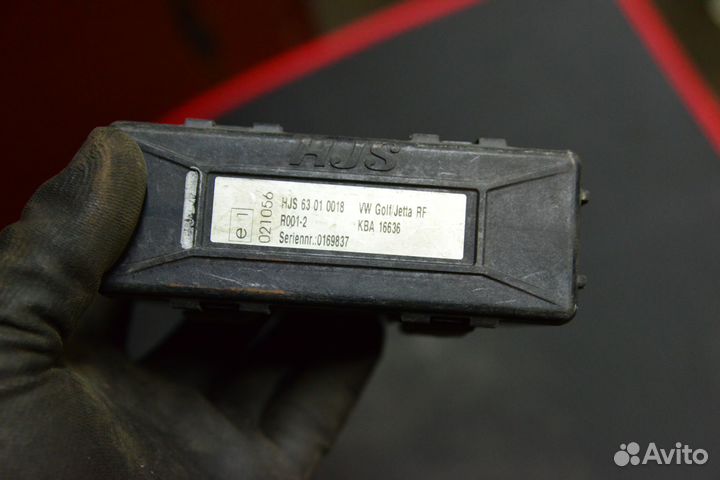 HJS
HJS 63 01 0018 VW Golf/Jetta RF
R001-2 KBA 16636
Seriennr.:0169837
e 1
021056
Avito